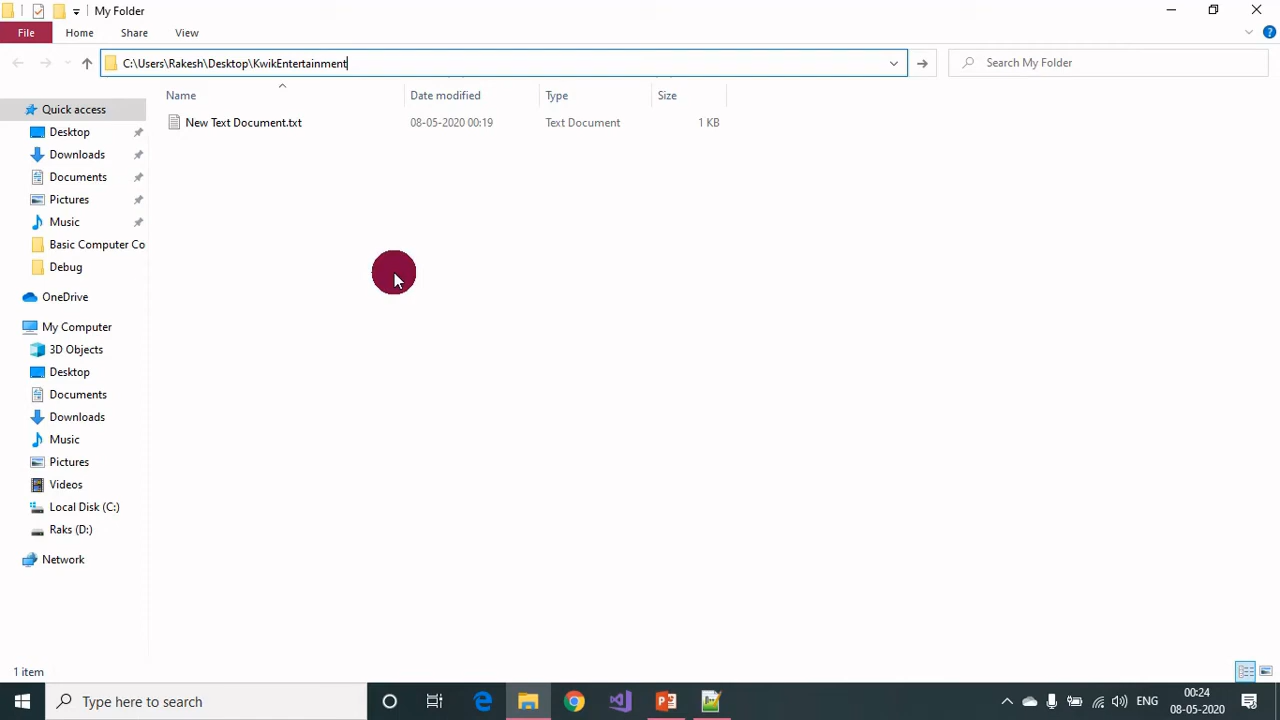 My Folder
File Home Share View
C:\Users\Rakesh\Desktop\KwikEntertainment
Search My Folder
Name Date modified Type Size
New Text Document.txt 08-05-2020 00:19 Text Document 1 KB
Quick access
Desktop
Downloads
Documents
Pictures
Music
Basic Computer Co
Debug
OneDrive
My Computer
3D Objects
Desktop
Documents
Downloads
Music
Pictures
Videos
Local Disk (C:)
Raks (D:)
Network
1 item
Type here to search
ENG
00:24
08-05-2020